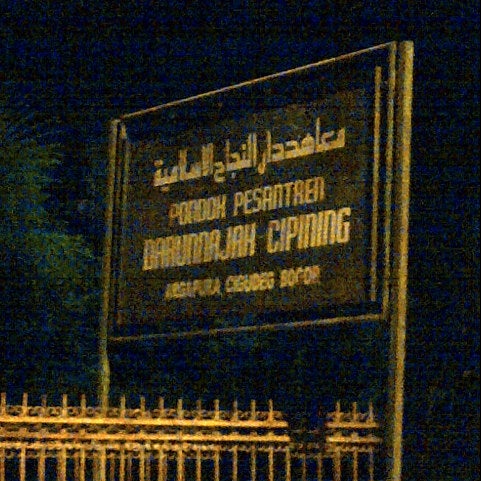 معاهد دار النجاح الاسلامية
PONDOK PESANTREN
DARUNNAJAH CIPINING
ARGAPURA, CIGUDEG BOGOR